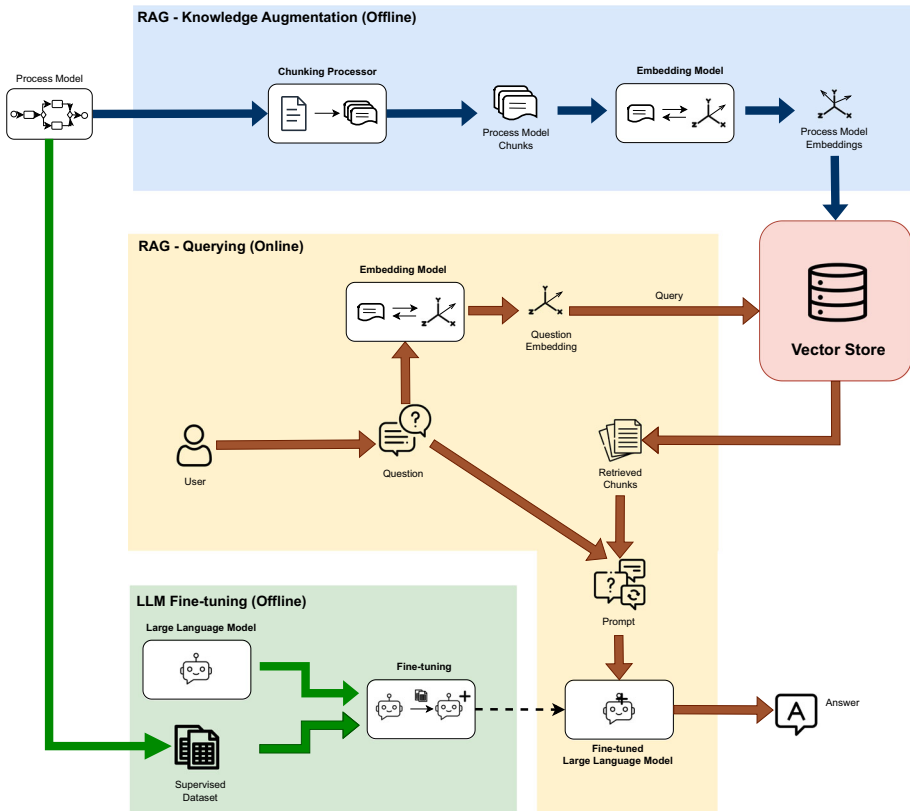 RAG - Knowledge Augmentation (Offline)
Process Model
Chunking Processor
Embedding Model
Process Model
Chunks
Process Model
Embeddings
RAG - Querying (Online)
Embedding Model
Query
Question
Embedding
Vector Store
User
Question
Retrieved
Chunks
Prompt
LLM Fine-tuning (Offline)
Large Language Model
Fine-tuning
Supervised
Dataset
Fine-tuned
Large Language Model
Answer